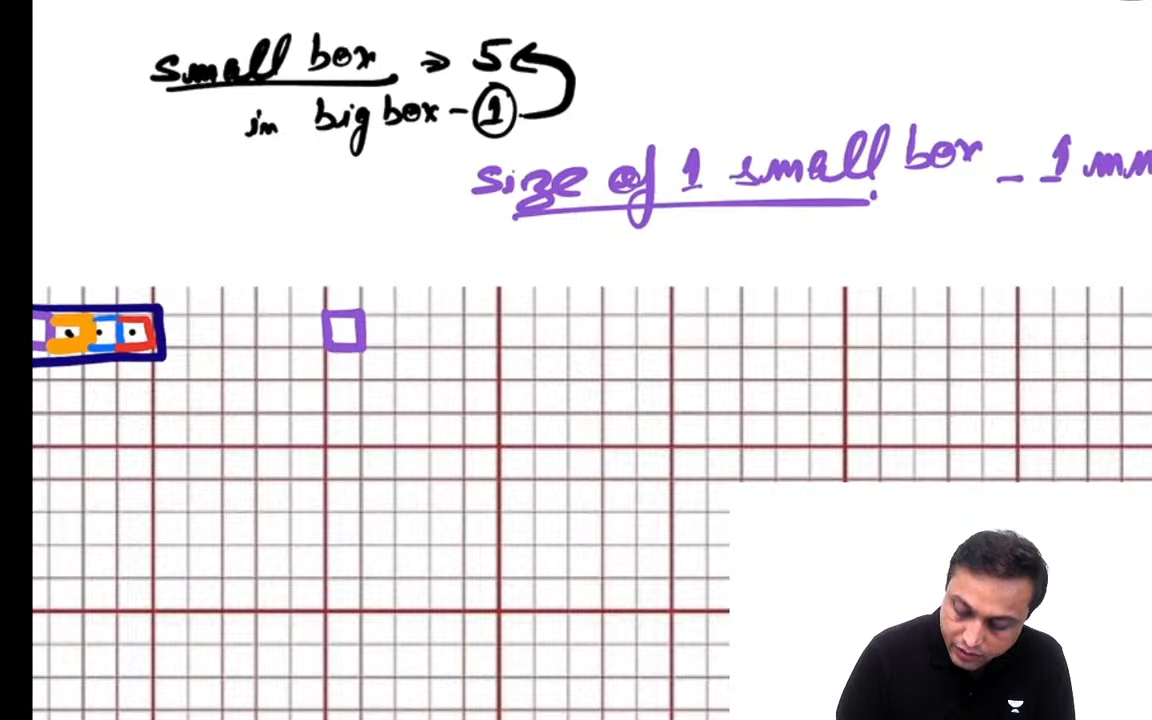 small box => 5
in big box - 1
size of 1 small box - 1 mm